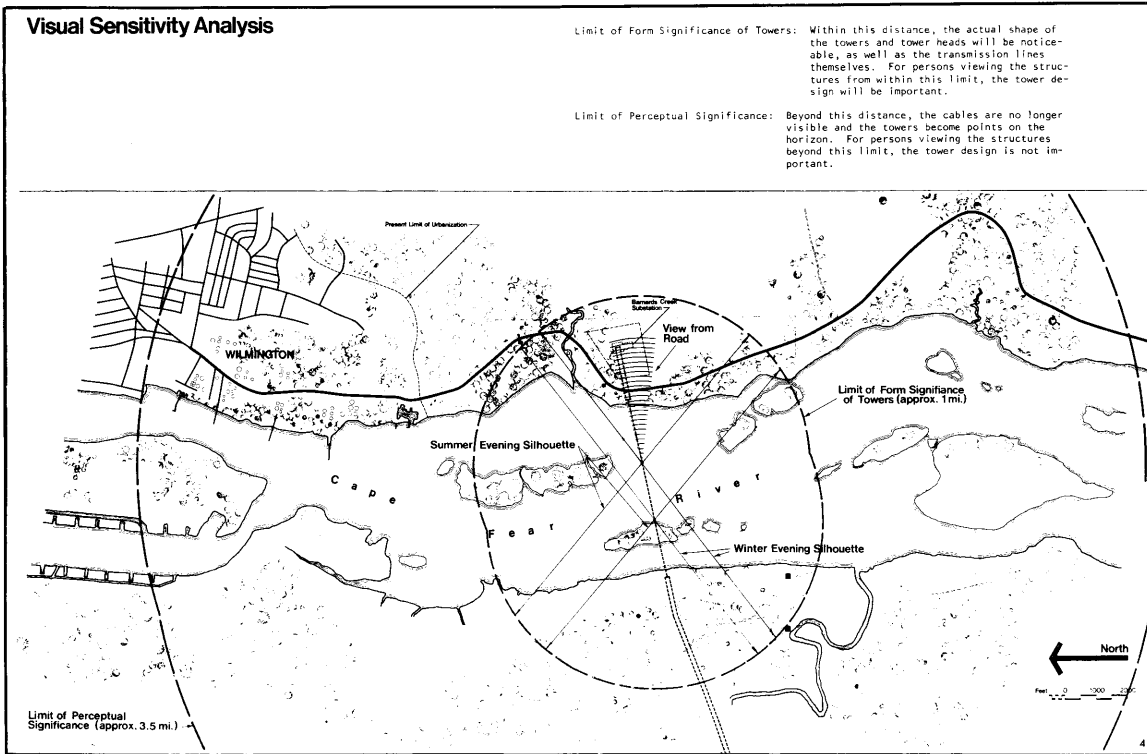 Visual Sensitivity Analysis
Limit of Form Significance of Towers: Within this distance, the actual shape of
the towers and tower heads will be notice-
able, as well as the transmission lines
themselves. For persons viewing the struc-
tures from within this limit, the tower de-
sign will be important.
Limit of Perceptual Significance: Beyond this distance, the cables are no longer
visible and the towers become points on the
horizon. For persons viewing the structures
beyond this limit, the tower design is not im-
portant.
Present Limit of Urbanization
Barnards Creek
Substation
View from
Road
WILMINGTON
Limit of Form Signifiance
of Towers (approx. 1 mi.)
Summer Evening Silhouette
Cape
Fear
River
Winter Evening Silhouette
North
Feet 0 1000 2000
Limit of Perceptual
Significance (approx. 3.5 mi.)
4